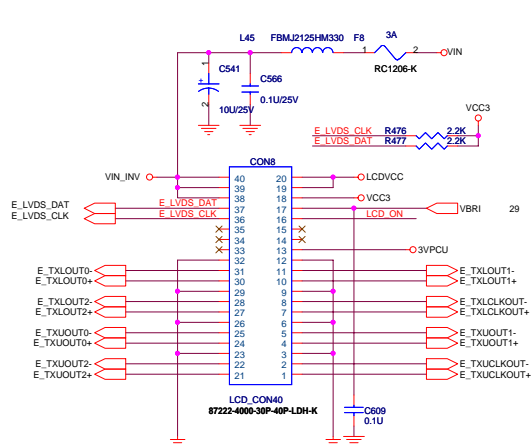 L45 FBMJ2125HM330 F8 3A
1 2 VIN
RC1206-K
1
C541
+
2
10U/25V
C566
0.1U/25V
VCC3
E_LVDS_CLK R476 2.2K
E_LVDS_DAT R477 2.2K
CON8
VIN_INV 40 20 LCDVCC
39 19
38 18 VCC3
E_LVDS_DAT E_LVDS_DAT 37 17 VBRI 29
E_LVDS_CLK E_LVDS_CLK 36 16 LCD_ON
35 15
34 14
33 13 3VPCU
32 12
E_TXLOUT0- 31 11 E_TXLOUT1-
E_TXLOUT0+ 30 10 E_TXLOUT1+
29 9
E_TXLOUT2- 28 8 E_TXLCLKOUT-
E_TXLOUT2+ 27 7 E_TXLCLKOUT+
26 6
E_TXUOUT0- 25 5 E_TXUOUT1-
E_TXUOUT0+ 24 4 E_TXUOUT1+
23 3
E_TXUOUT2- 22 2 E_TXUCLKOUT-
E_TXUOUT2+ 21 1 E_TXUCLKOUT+
LCD_CON40
87222-4000-30P-40P-LDH-K
C609
0.1U